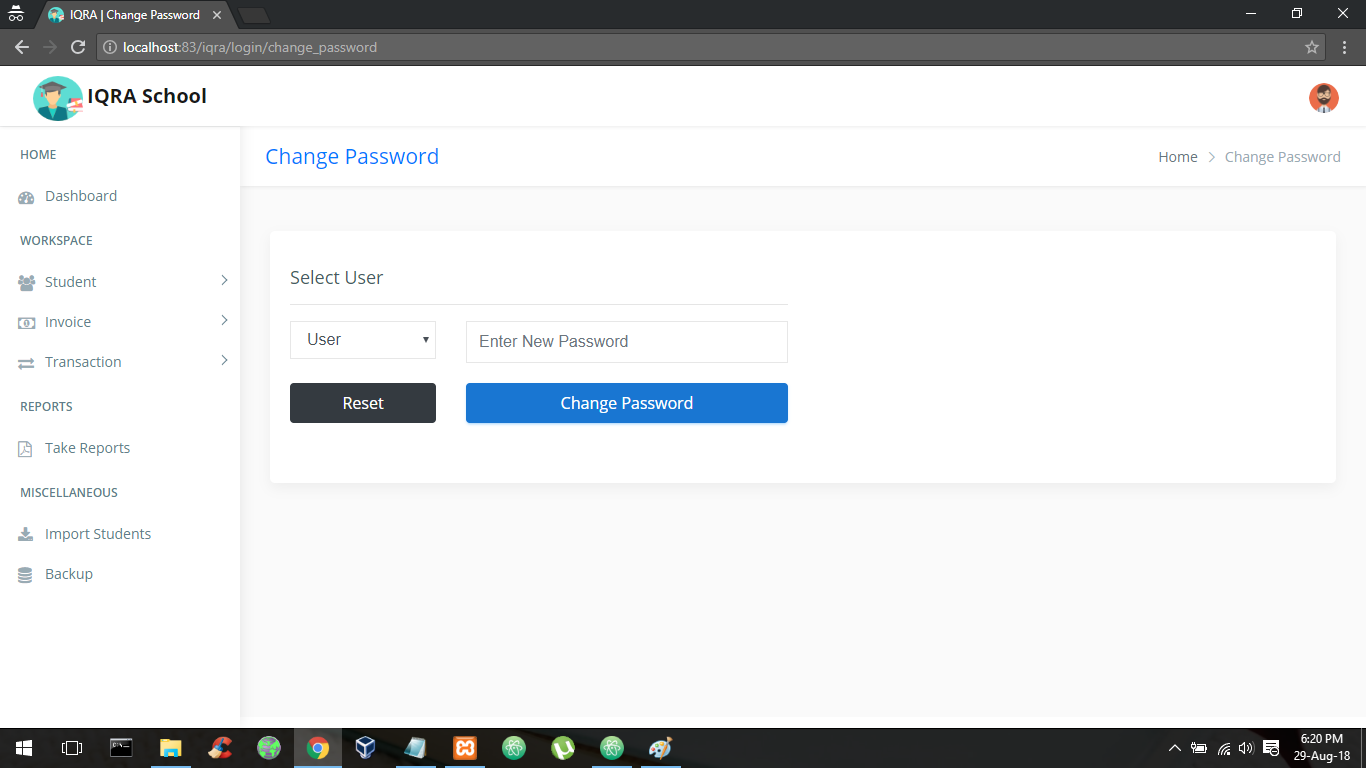 IQRA | Change Password
localhost:83/iqra/login/change_password
IQRA School
HOME
Dashboard
WORKSPACE
Student
Invoice
Transaction
REPORTS
Take Reports
MISCELLANEOUS
Import Students
Backup
Change Password
Home
Change Password
Select User
User
Enter New Password
Reset
Change Password
6:20 PM
29-Aug-18